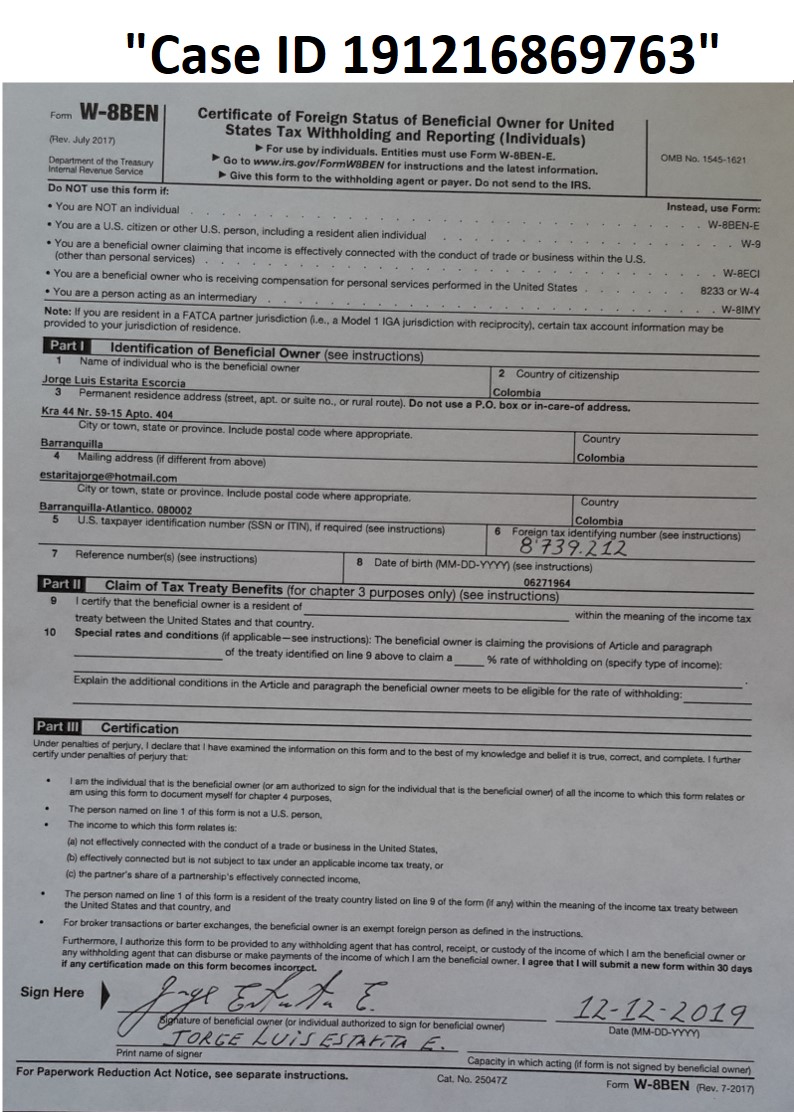 "Case ID 191216869763"
Form W-8BEN
(Rev. July 2017)
Department of the Treasury
Internal Revenue Service
Certificate of Foreign Status of Beneficial Owner for United
States Tax Withholding and Reporting (Individuals)
▶ For use by individuals. Entities must use Form W-8BEN-E.
▶ Go to www.irs.gov/FormW8BEN for instructions and the latest information.
▶ Give this form to the withholding agent or payer. Do not send to the IRS.
OMB No. 1545-1621
Do NOT use this form if: Instead, use Form:
• You are NOT an individual . . . . . . . . . . W-8BEN-E
• You are a U.S. citizen or other U.S. person, including a resident alien individual . . . . . . . . . . W-9
• You are a beneficial owner claiming that income is effectively connected with the conduct of trade or business within the U.S.
(other than personal services) . . . . . . . . . . W-8ECI
• You are a beneficial owner who is receiving compensation for personal services performed in the United States . . . . . . . 8233 or W-4
• You are a person acting as an intermediary . . . . . . . . . . W-8IMY
Note: If you are resident in a FATCA partner jurisdiction (i.e., a Model 1 IGA jurisdiction with reciprocity), certain tax account information may be
provided to your jurisdiction of residence.
Part I Identification of Beneficial Owner (see instructions)
1 Name of individual who is the beneficial owner
2 Country of citizenship
Jorge Luis Estarita Escorcia
Colombia
3 Permanent residence address (street, apt. or suite no., or rural route). Do not use a P.O. box or in-care-of address.
Kra 44 Nr. 59-15 Apto. 404
City or town, state or province. Include postal code where appropriate.
Country
Barranquilla
Colombia
4 Mailing address (if different from above)
estaritajorge@hotmail.com
City or town, state or province. Include postal code where appropriate.
Country
Barranquilla-Atlantico. 080002
Colombia
5 U.S. taxpayer identification number (SSN or ITIN), if required (see instructions)
6 Foreign tax identifying number (see instructions)
8'739.212
7 Reference number(s) (see instructions)
8 Date of birth (MM-DD-YYYY) (see instructions)
06271964
Part II Claim of Tax Treaty Benefits (for chapter 3 purposes only) (see instructions)
9 I certify that the beneficial owner is a resident of within the meaning of the income tax
treaty between the United States and that country.
10 Special rates and conditions (if applicable—see instructions): The beneficial owner is claiming the provisions of Article and paragraph
of the treaty identified on line 9 above to claim a % rate of withholding on (specify type of income):
.
Explain the additional conditions in the Article and paragraph the beneficial owner meets to be eligible for the rate of withholding:
Part III Certification
Under penalties of perjury, I declare that I have examined the information on this form and to the best of my knowledge and belief it is true, correct, and complete. I further
certify under penalties of perjury that:
• I am the individual that is the beneficial owner (or am authorized to sign for the individual that is the beneficial owner) of all the income to which this form relates or
am using this form to document myself for chapter 4 purposes,
• The person named on line 1 of this form is not a U.S. person,
• The income to which this form relates is:
(a) not effectively connected with the conduct of a trade or business in the United States,
(b) effectively connected but is not subject to tax under an applicable income tax treaty, or
(c) the partner's share of a partnership's effectively connected income,
• The person named on line 1 of this form is a resident of the treaty country listed on line 9 of the form (if any) within the meaning of the income tax treaty between
the United States and that country, and
• For broker transactions or barter exchanges, the beneficial owner is an exempt foreign person as defined in the instructions.
Furthermore, I authorize this form to be provided to any withholding agent that has control, receipt, or custody of the income of which I am the beneficial owner or
any withholding agent that can disburse or make payments of the income of which I am the beneficial owner. I agree that I will submit a new form within 30 days
if any certification made on this form becomes incorrect.
Sign Here
12-12-2019
Signature of beneficial owner (or individual authorized to sign for beneficial owner)
Date (MM-DD-YYYY)
JORGE LUIS ESTARITA E.
Print name of signer
Capacity in which acting (if form is not signed by beneficial owner)
For Paperwork Reduction Act Notice, see separate instructions.
Cat. No. 25047Z
Form W-8BEN (Rev. 7-2017)